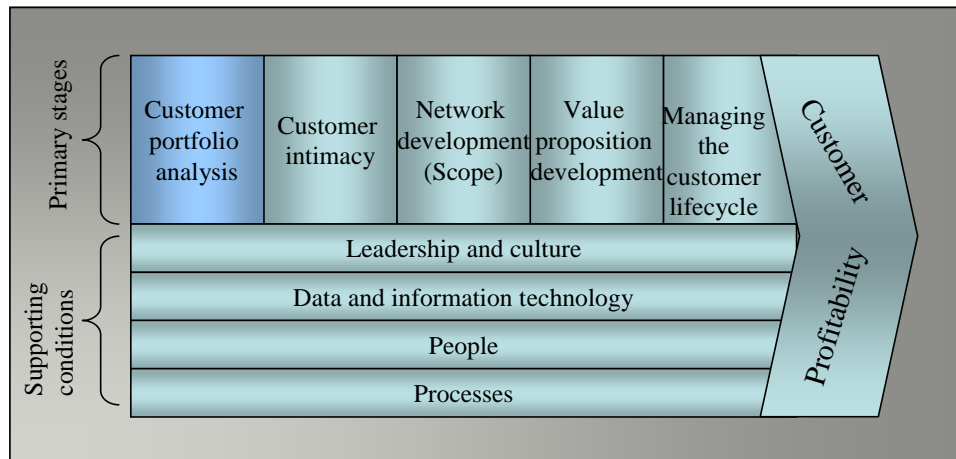 Primary stages
Customer
portfolio
analysis
Customer
intimacy
Network
development
(Scope)
Value
proposition
development
Managing
the
customer
lifecycle
Customer
Profitability
Supporting
conditions
Leadership and culture
Data and information technology
People
Processes